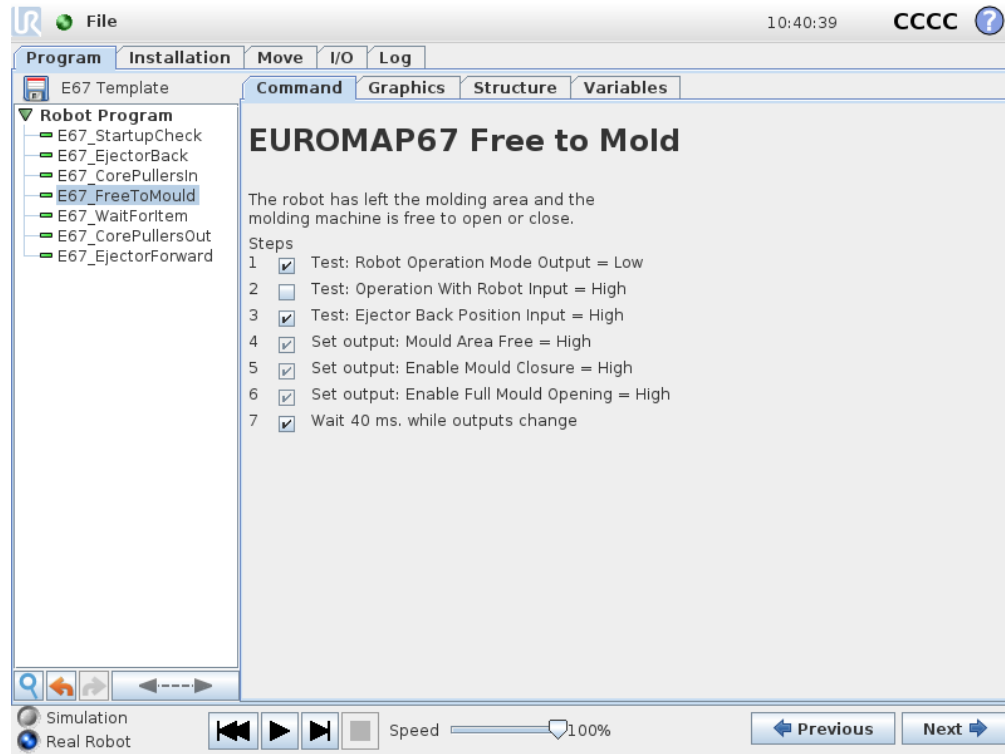 UR File 10:40:39 CCCC ?
Program Installation Move I/O Log
E67 Template Command Graphics Structure Variables
Robot Program
E67_StartupCheck
E67_EjectorBack
E67_CorePullersIn
E67_FreeToMould
E67_WaitForItem
E67_CorePullersOut
E67_EjectorForward
EUROMAP67 Free to Mold
The robot has left the molding area and the
molding machine is free to open or close.
Steps
1 Test: Robot Operation Mode Output = Low
2 Test: Operation With Robot Input = High
3 Test: Ejector Back Position Input = High
4 Set output: Mould Area Free = High
5 Set output: Enable Mould Closure = High
6 Set output: Enable Full Mould Opening = High
7 Wait 40 ms. while outputs change
Simulation
Real Robot
Speed 100%
Previous Next